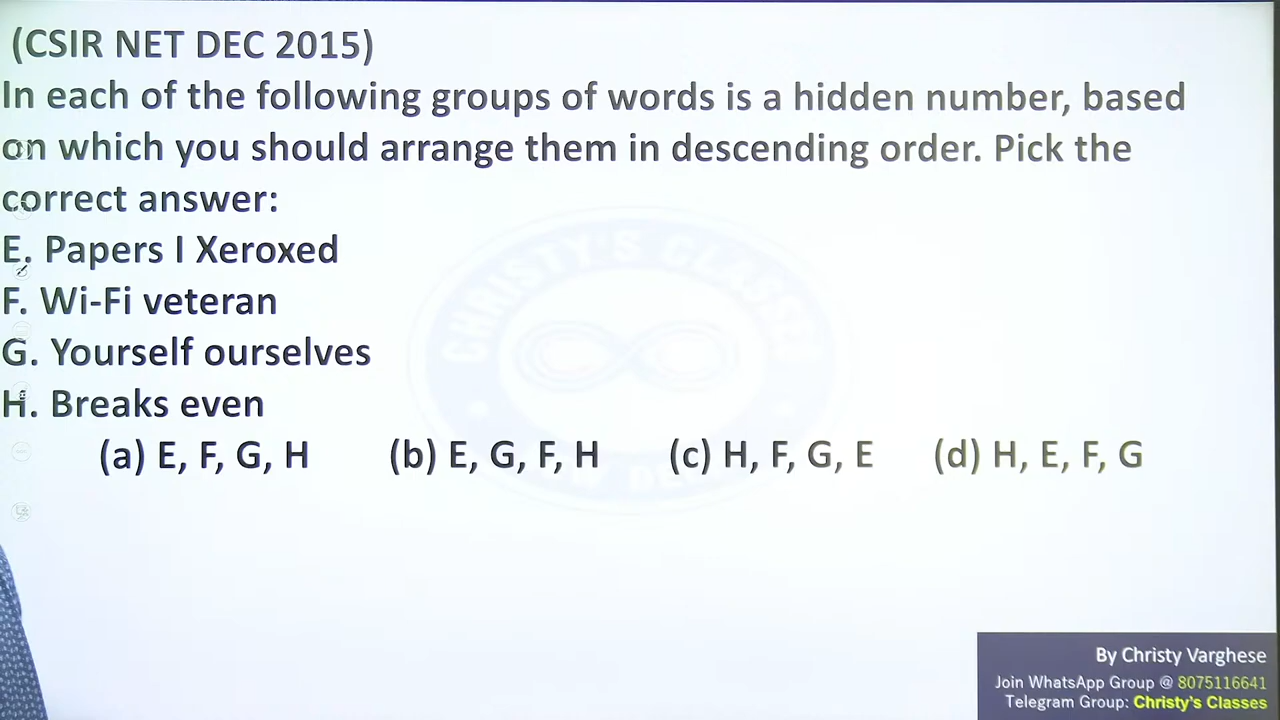 (CSIR NET DEC 2015)
In each of the following groups of words is a hidden number, based
on which you should arrange them in descending order. Pick the
correct answer:
E. Papers I Xeroxed
F. Wi-Fi veteran
G. Yourself ourselves
H. Breaks even
(a) E, F, G, H (b) E, G, F, H (c) H, F, G, E (d) H, E, F, G
CHRISTY'S CLASSES
By Christy Varghese
Join WhatsApp Group @ 8075116641
Telegram Group: Christy's Classes